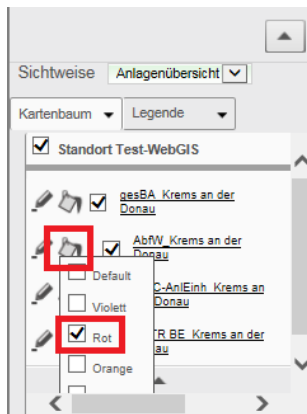 Sichtweise Anlagenübersicht
Kartenbaum Legende
Standort Test-WebGIS
gesBA_Krems an der
Donau
AbfW_Krems an der
Donau
Default
C-AnlEinh_Krems an
Donau
Violett
Rot
TR BE_Krems an der
au
Orange